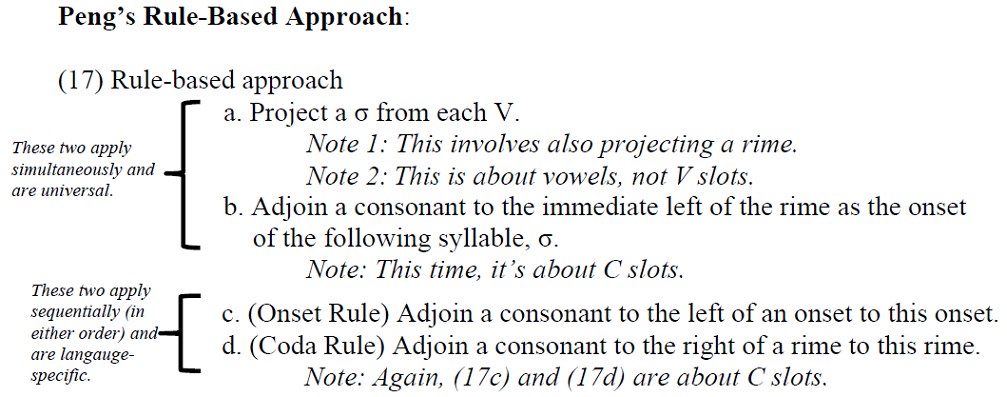 Peng's Rule-Based Approach:
(17) Rule-based approach
a. Project a σ from each V.
Note 1: This involves also projecting a rime.
Note 2: This is about vowels, not V slots.
b. Adjoin a consonant to the immediate left of the rime as the onset
of the following syllable, σ.
Note: This time, it's about C slots.
These two apply
simultaneously and
are universal.
c. (Onset Rule) Adjoin a consonant to the left of an onset to this onset.
d. (Coda Rule) Adjoin a consonant to the right of a rime to this rime.
Note: Again, (17c) and (17d) are about C slots.
These two apply
sequentially (in
either order) and
are langauge-
specific.